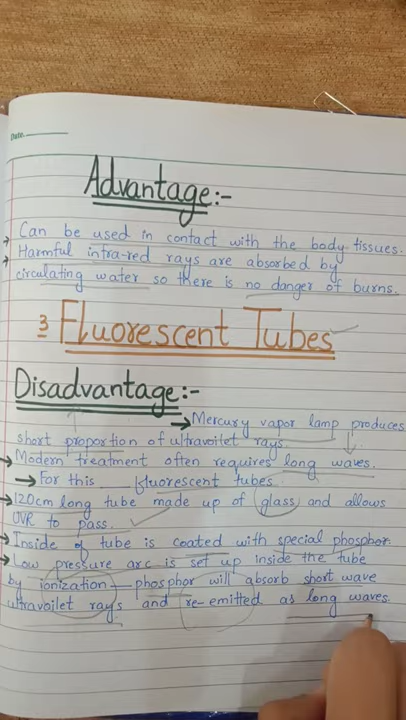 Date
Advantage:-
→ Can be used in contact with the body tissues.
→ Harmful infra-red rays are absorbed by
circulating water so there is no danger of burns.
3 Fluorescent Tubes
Disadvantage:-
→ Mercury vapor lamp produces
short proportion of ultravoilet rays.
→ Modern treatment often requires long waves.
→ For this __ fluorescent tubes.
→ 120cm long tube made up of glass and allows
UVR to pass.
→ Inside of tube is coated with special phosphor
→ Low pressure arc is set up inside the tube
by ionization — phosphor will absorb short wave
ultravoilet rays and re-emitted as long waves.